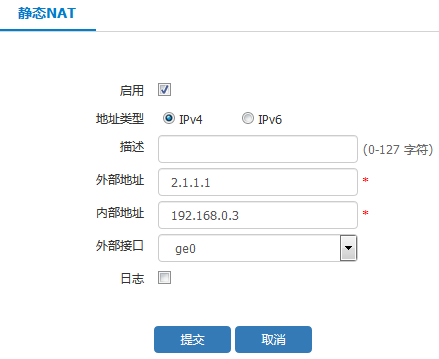 静态NAT
启用
地址类型 IPv4 IPv6
描述 (0-127 字符)
外部地址 2.1.1.1 *
内部地址 192.168.0.3 *
外部接口 ge0
日志
提交 取消